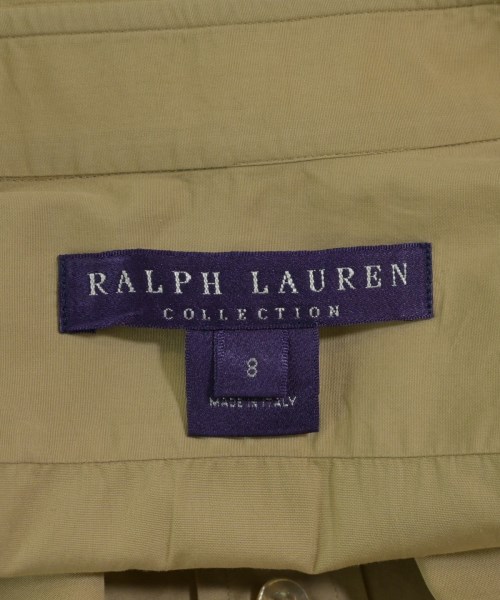 RALPH LAUREN
COLLECTION
8
MADE IN ITALY